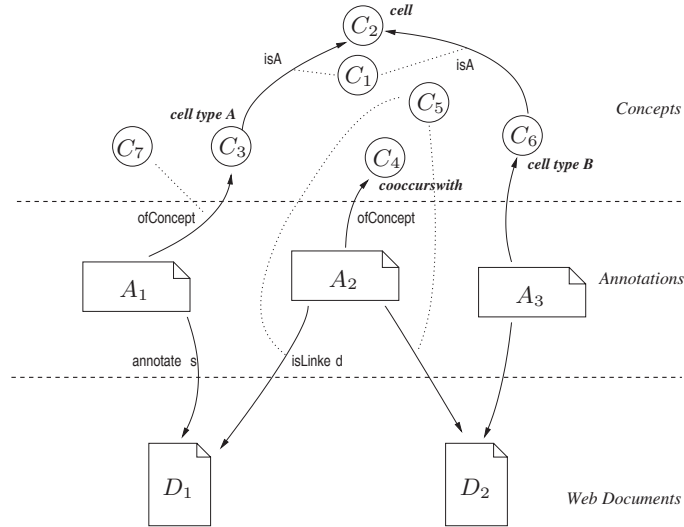 cell
C2
isA
C1
isA
C5
cell type A
Concepts
C7
C3
C6
C4
cell type B
cooccurswith
ofConcept
ofConcept
A1
A2
A3
Annotations
annotate s
isLinke d
D1
D2
Web Documents